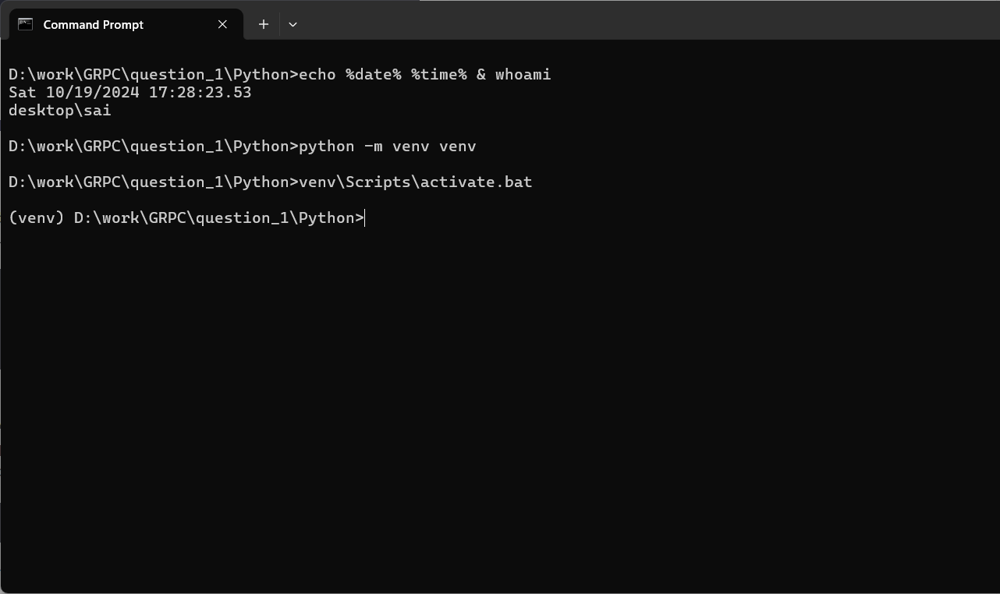 Command Prompt
D:\work\GRPC\question_1\Python>echo %date% %time% & whoami
Sat 10/19/2024 17:28:23.53
desktop\sai
D:\work\GRPC\question_1\Python>python -m venv venv
D:\work\GRPC\question_1\Python>venv\Scripts\activate.bat
(venv) D:\work\GRPC\question_1\Python>